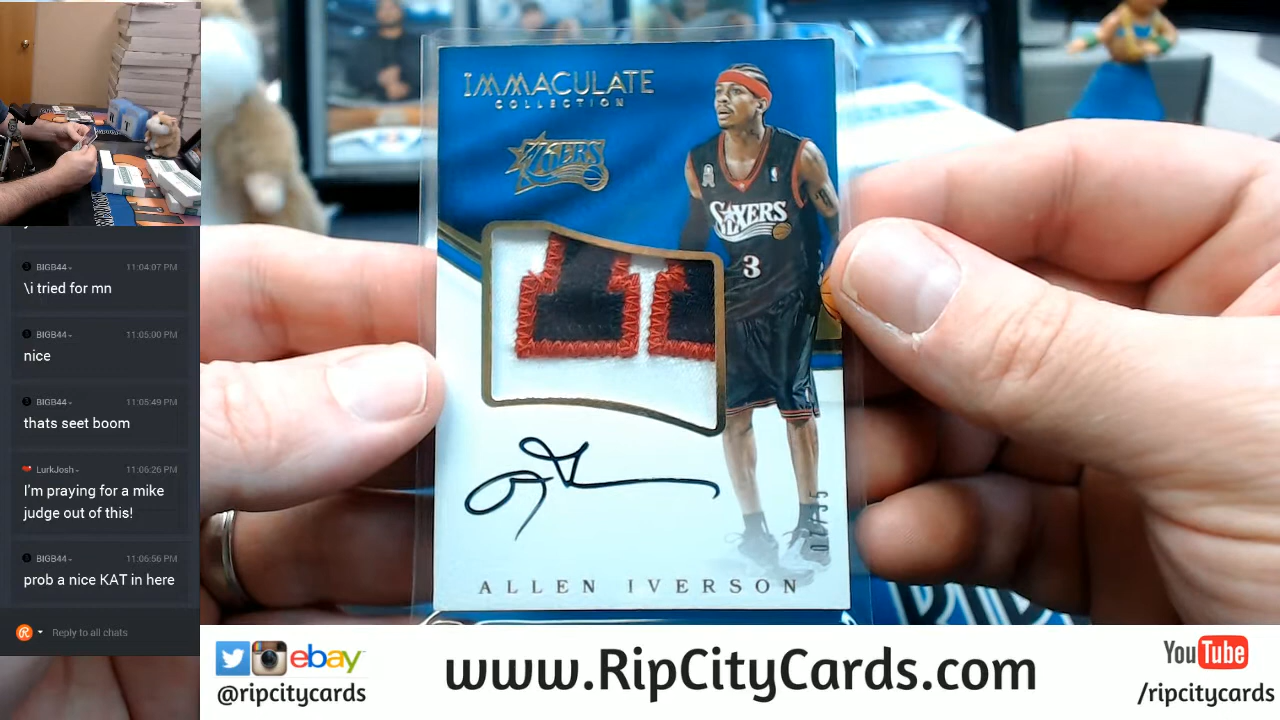 BIGB44 11:04:07 PM
\i tried for mn
BIGB44 11:05:00 PM
nice
BIGB44 11:05:49 PM
thats seet boom
LurkJosh 11:06:26 PM
I'm praying for a mike
judge out of this!
BIGB44 11:06:56 PM
prob a nice KAT in here
Reply to all chats
IMMACULATE
COLLECTION
SIXERS
SIXERS
3
ALLEN IVERSON
ebay
@ripcitycards
www.RipCityCards.com
YouTube
/ripcitycards